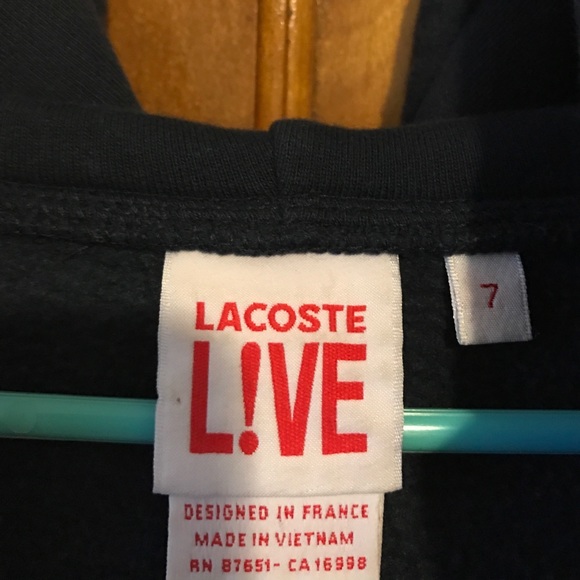 LACOSTE
L!VE
7
DESIGNED IN FRANCE
MADE IN VIETNAM
RN 87651 - CA 16998